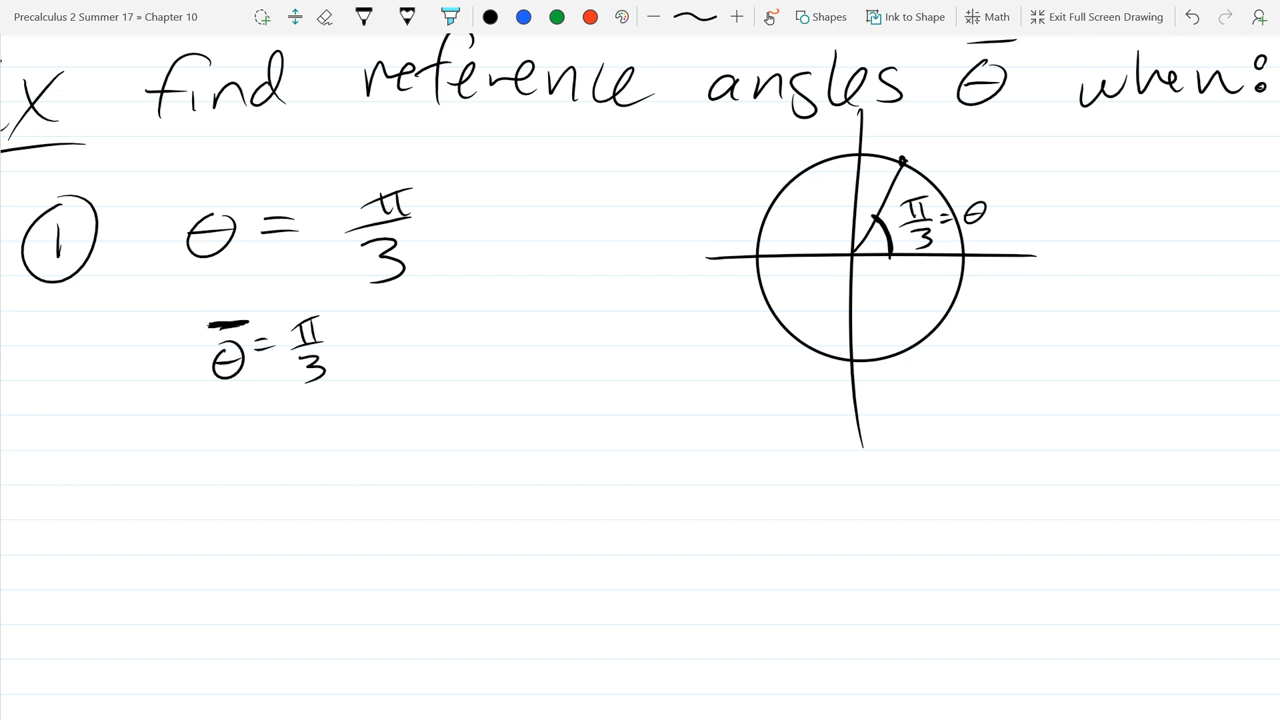 Precalculus 2 Summer 17 » Chapter 10
Shapes
Ink to Shape
Math
Exit Full Screen Drawing
x find reference angles θ̅ when:
① θ = π/3
π/3 = θ
θ̅ = π/3